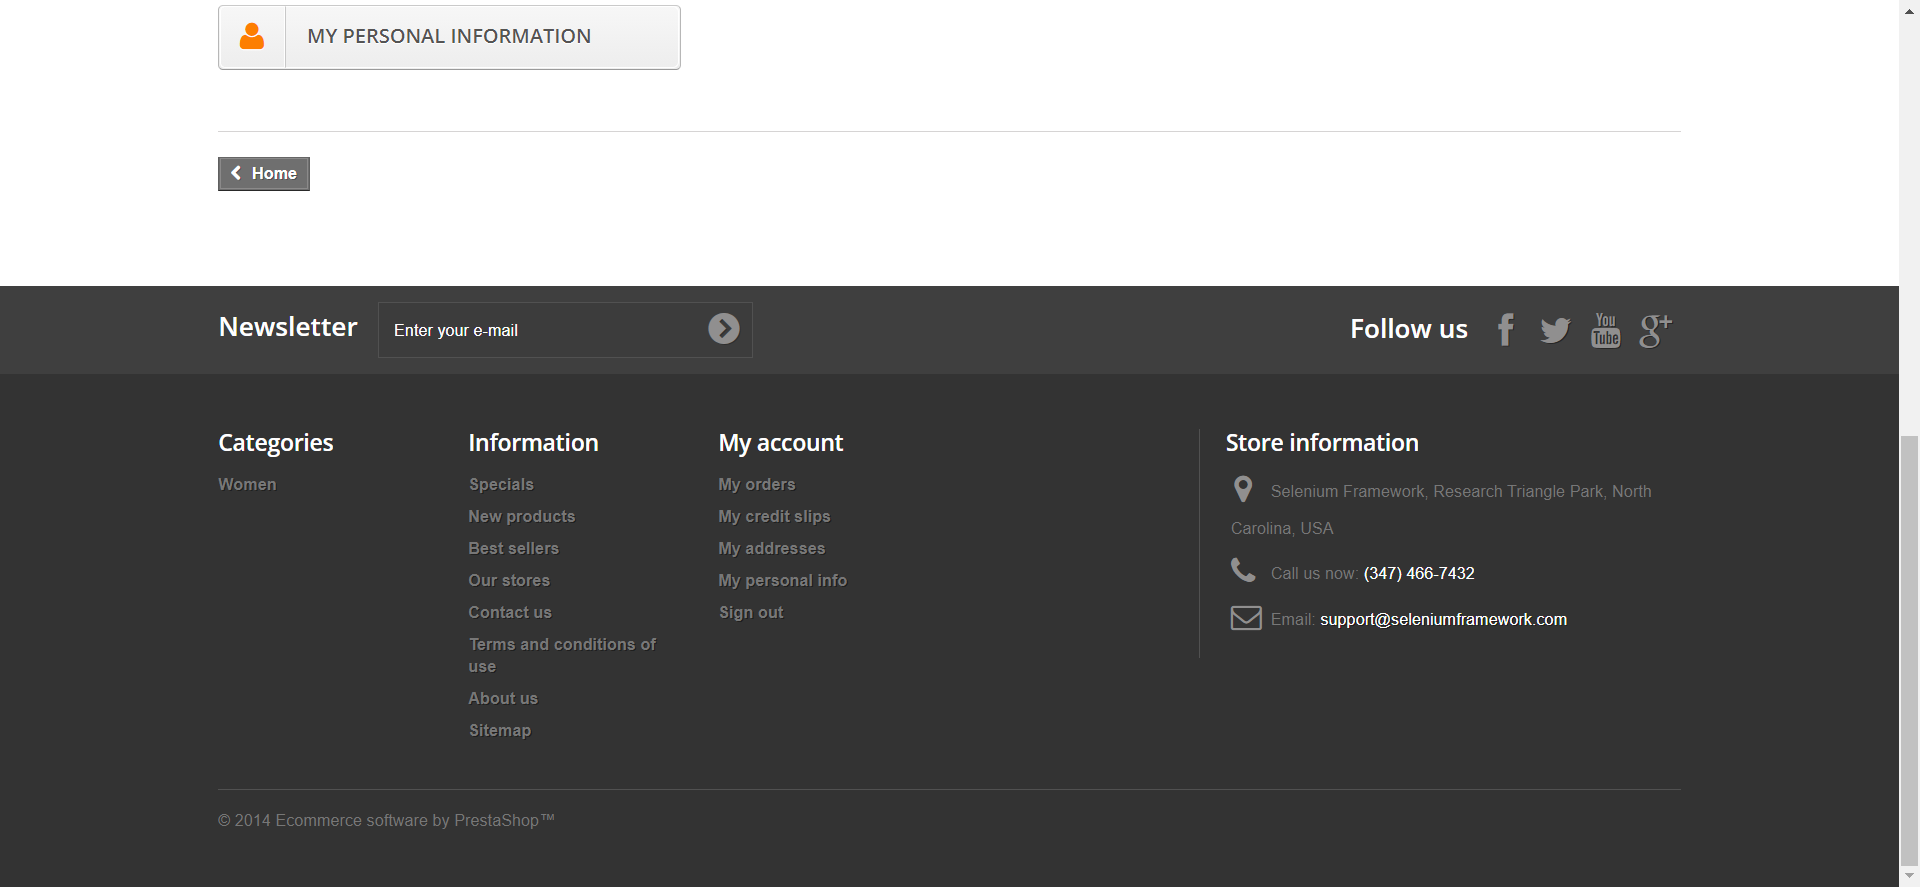 MY PERSONAL INFORMATION
Home
Newsletter
Enter your e-mail
Follow us
You
Tube
g+
Categories
Women
Information
Specials
New products
Best sellers
Our stores
Contact us
Terms and conditions of
use
About us
Sitemap
My account
My orders
My credit slips
My addresses
My personal info
Sign out
Store information
Selenium Framework, Research Triangle Park, North
Carolina, USA
Call us now: (347) 466-7432
Email: support@seleniumframework.com
© 2014 Ecommerce software by PrestaShop™